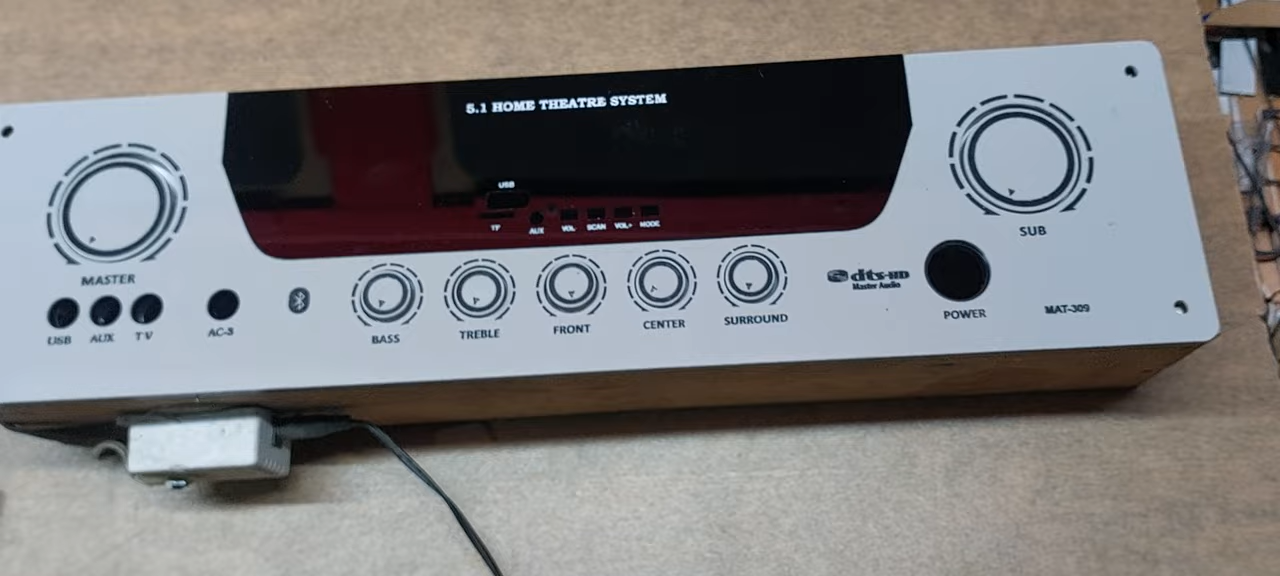 5.1 HOME THEATRE SYSTEM
USB
TF
AUX
VOL-
SCAN
VOL+
MODE
MASTER
SUB
USB
AUX
TV
AC-3
BASS
TREBLE
FRONT
CENTER
SURROUND
dts-HD
Master Audio
POWER
MAT-309